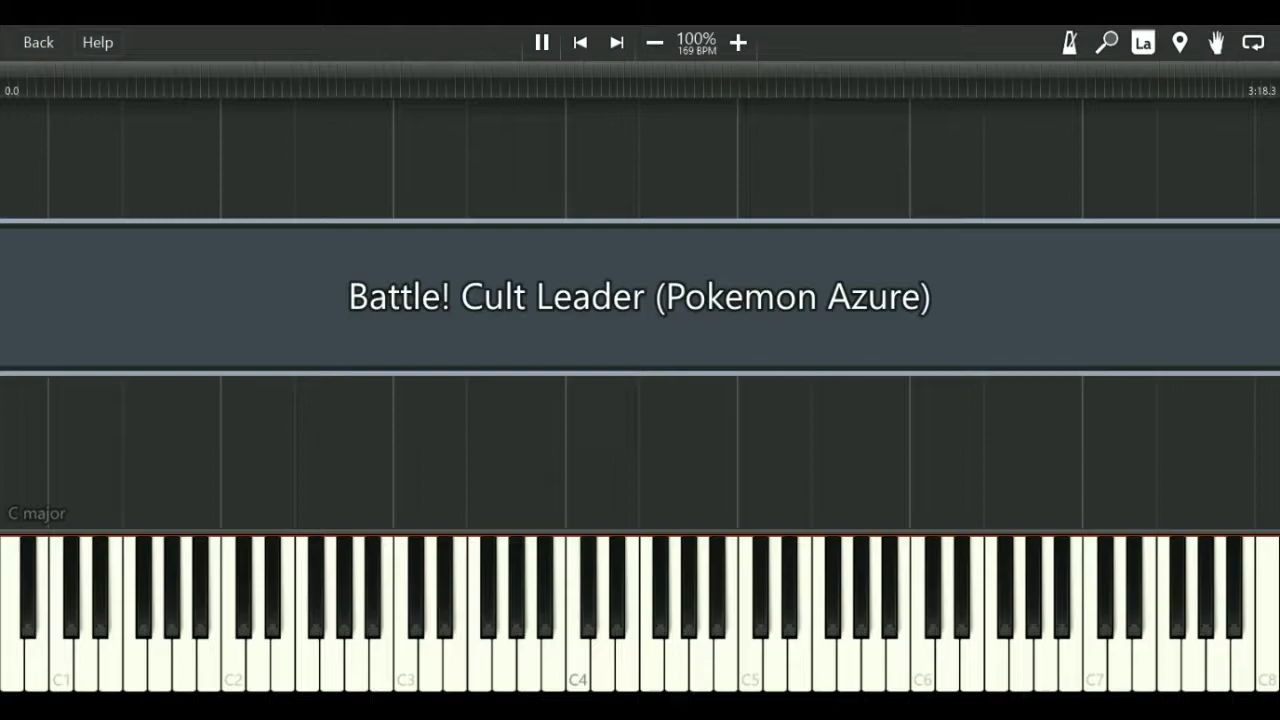 Back Help 100% La
169 BPM
0.0 3:18.3
Battle! Cult Leader (Pokemon Azure)
C major
C1 C2 C3 C4 C5 C6 C7 C8